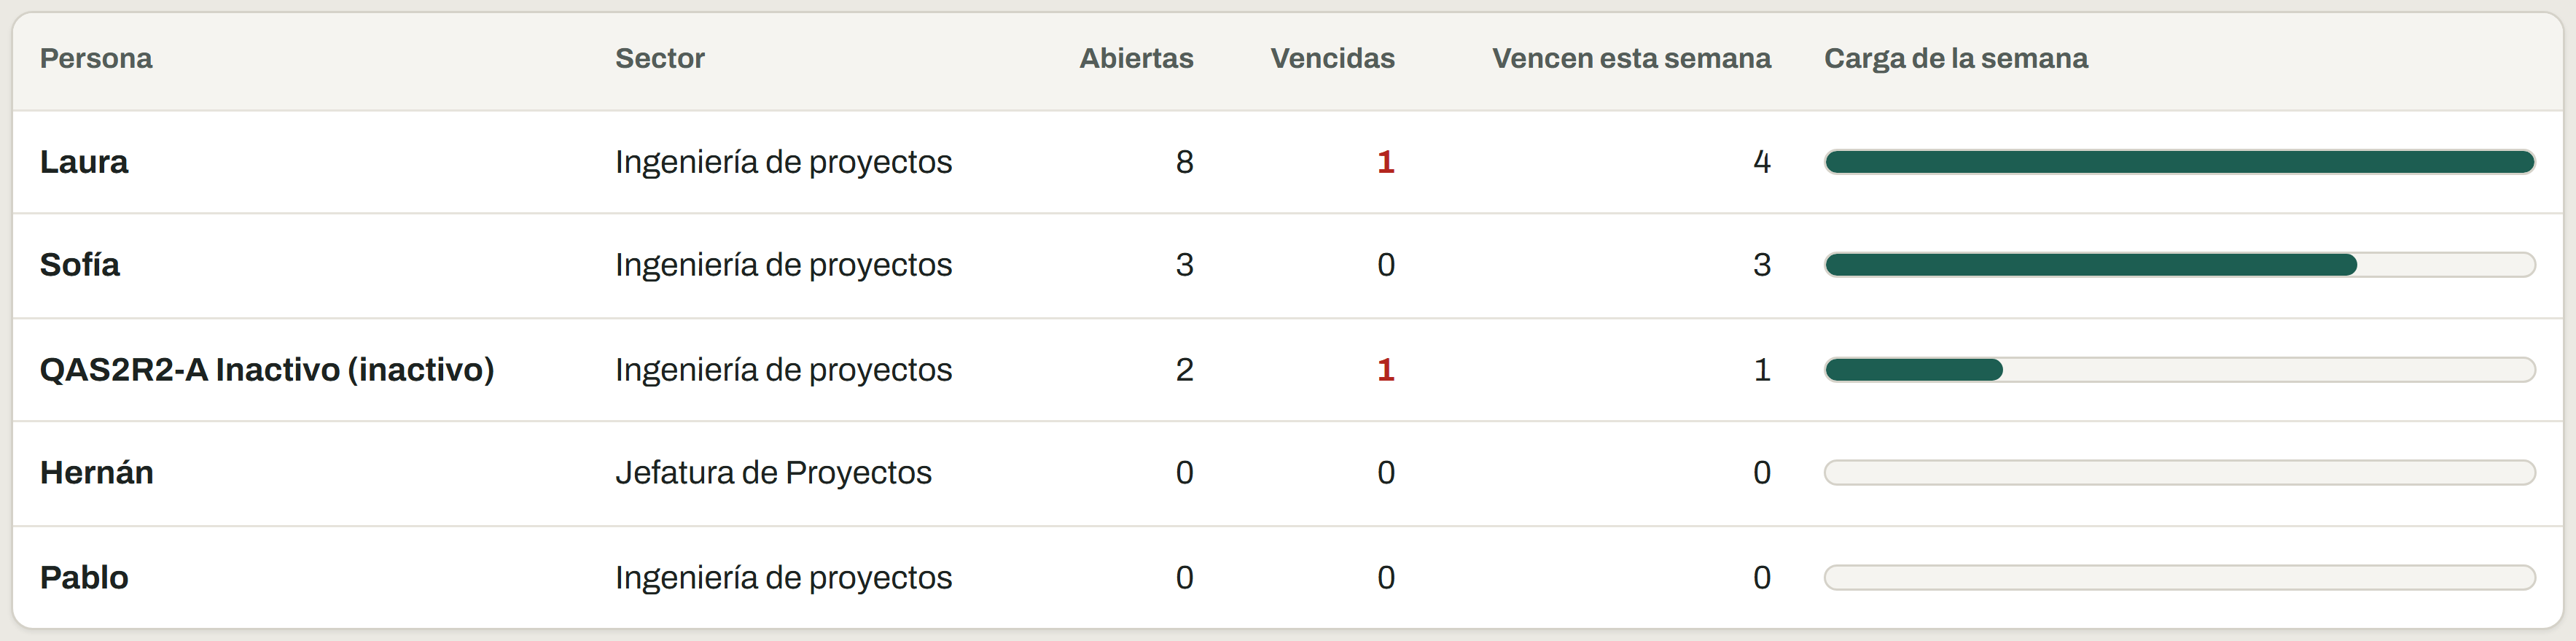 Persona Sector Abiertas Vencidas Vencen esta semana Carga de la semana
Laura Ingeniería de proyectos 8 1 4
Sofía Ingeniería de proyectos 3 0 3
QAS2R2-A Inactivo (inactivo) Ingeniería de proyectos 2 1 1
Hernán Jefatura de Proyectos 0 0 0
Pablo Ingeniería de proyectos 0 0 0